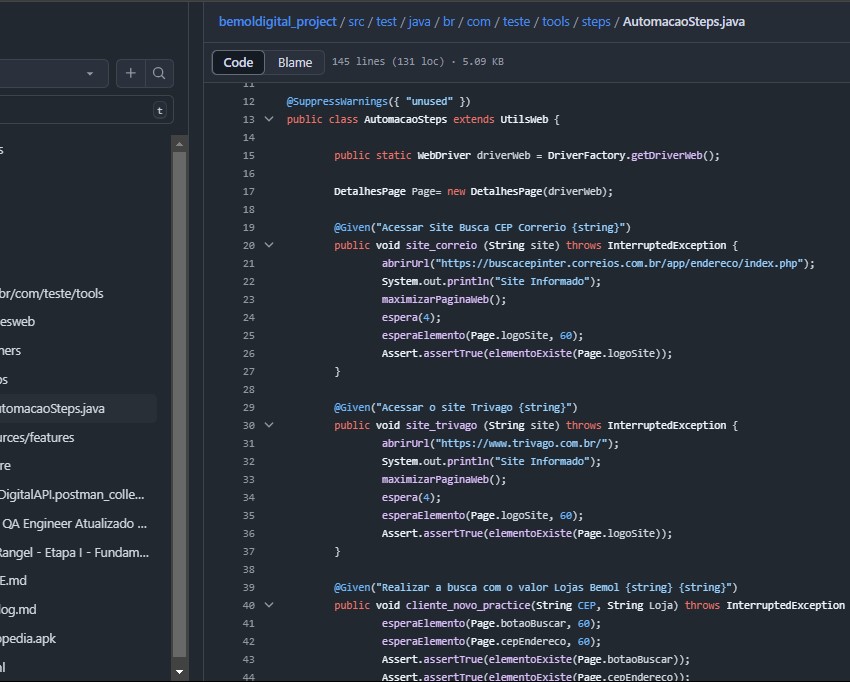 bemoldigital_project / src / test / java / br / com / teste / tools / steps / AutomacaoSteps.java
Code Blame 145 lines (131 loc) · 5.09 KB
t
s
br/com/teste/tools
esweb
ners
os
utomacaoSteps.java
urces/features
re
DigitalAPI.postman_colle...
QA Engineer Atualizado ...
Rangel - Etapa I - Fundam...
E.md
log.md
opedia.apk
nl
11
12 @SuppressWarnings({ "unused" })
13 public class AutomacaoSteps extends UtilsWeb {
14
15 public static WebDriver driverWeb = DriverFactory.getDriverWeb();
16
17 DetalhesPage Page= new DetalhesPage(driverWeb);
18
19 @Given("Acessar Site Busca CEP Correrio {string}")
20 public void site_correio (String site) throws InterruptedException {
21 abrirUrl("https://buscacepinter.correios.com.br/app/endereco/index.php");
22 System.out.println("Site Informado");
23 maximizarPaginaWeb();
24 espera(4);
25 esperaElemento(Page.logoSite, 60);
26 Assert.assertTrue(elementoExiste(Page.logoSite));
27 }
28
29 @Given("Acessar o site Trivago {string}")
30 public void site_trivago (String site) throws InterruptedException {
31 abrirUrl("https://www.trivago.com.br/");
32 System.out.println("Site Informado");
33 maximizarPaginaWeb();
34 espera(4);
35 esperaElemento(Page.logoSite, 60);
36 Assert.assertTrue(elementoExiste(Page.logoSite));
37 }
38
39 @Given("Realizar a busca com o valor Lojas Bemol {string} {string}")
40 public void cliente_novo_practice(String CEP, String Loja) throws InterruptedException
41 esperaElemento(Page.botaoBuscar, 60);
42 esperaElemento(Page.cepEndereco, 60);
43 Assert.assertTrue(elementoExiste(Page.botaoBuscar));
44 Assert.assertTrue(elementoExiste(Page.cepEndereco));